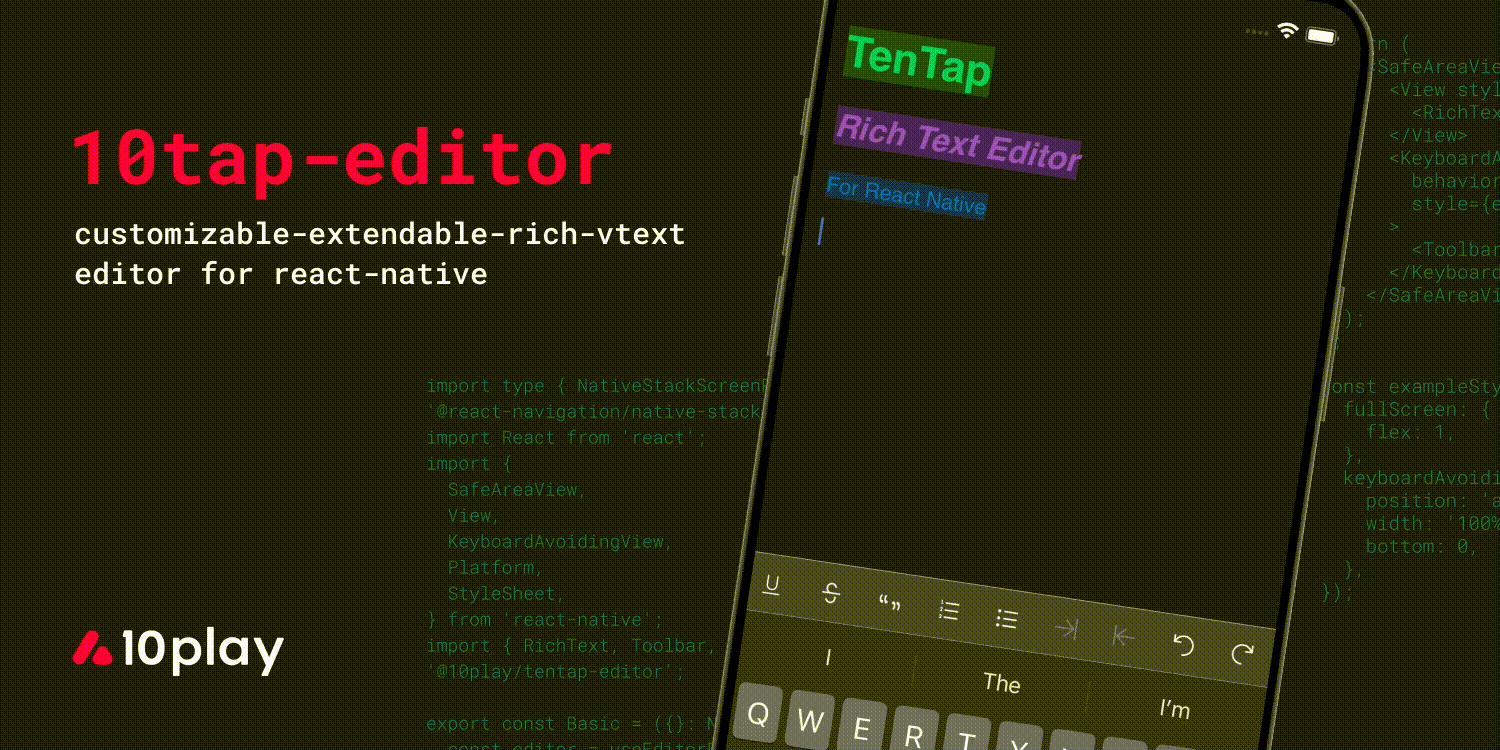 10tap-editor
customizable-extendable-rich-vtext
editor for react-native
10play
import type { NativeStackScreen
'@react-navigation/native-stack
import React from 'react';
import {
SafeAreaView,
View,
KeyboardAvoidingView,
Platform,
StyleSheet,
} from 'react-native';
import { RichText, Toolbar,
'@10play/tentap-editor';
export const Basic = ({}: N
const editor = useEditor
TenTap
Rich Text Editor
For React Native
I
The
I'm
Q W E R T Y
n (
SafeAreaVie
<View styl
<RichTex
</View>
<KeyboardA
behavior
style={e
>
<Toolbar
</Keyboard
</SafeAreaVi
);
onst exampleSty
fullScreen: {
flex: 1,
},
keyboardAvoidi
position: 'a
width: '100%
bottom: 0,
},
});